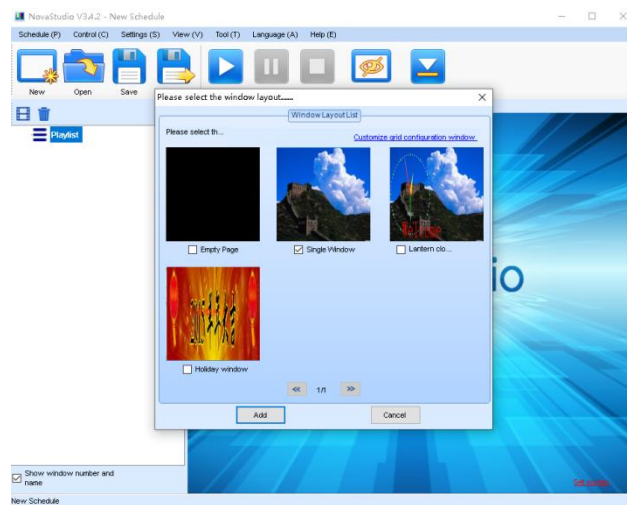 NovaStudio V3.4.2 - New Schedule
Schedule (P) Control (C) Settings (S) View (V) Tool (T) Language (A) Help (E)
New Open Save
Please select the window layout......
Window Layout List
Playlist
Please select th...
Customize grid configuration window.
Empty Page Single Window Lantern clo...
Welcome
io
Holiday window
1/1
Add Cancel
Show window number and
name
New Schedule